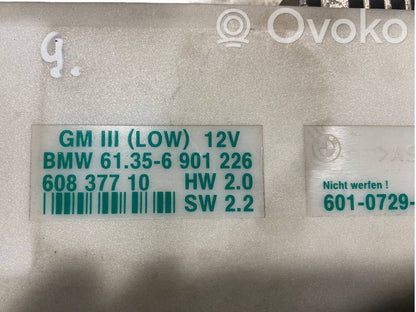 Ovoko
g.
GM III (LOW) 12V
BMW 61.35-6 901 226
608 377 10 HW 2.0
SW 2.2
Nicht werfen !
601-0729-